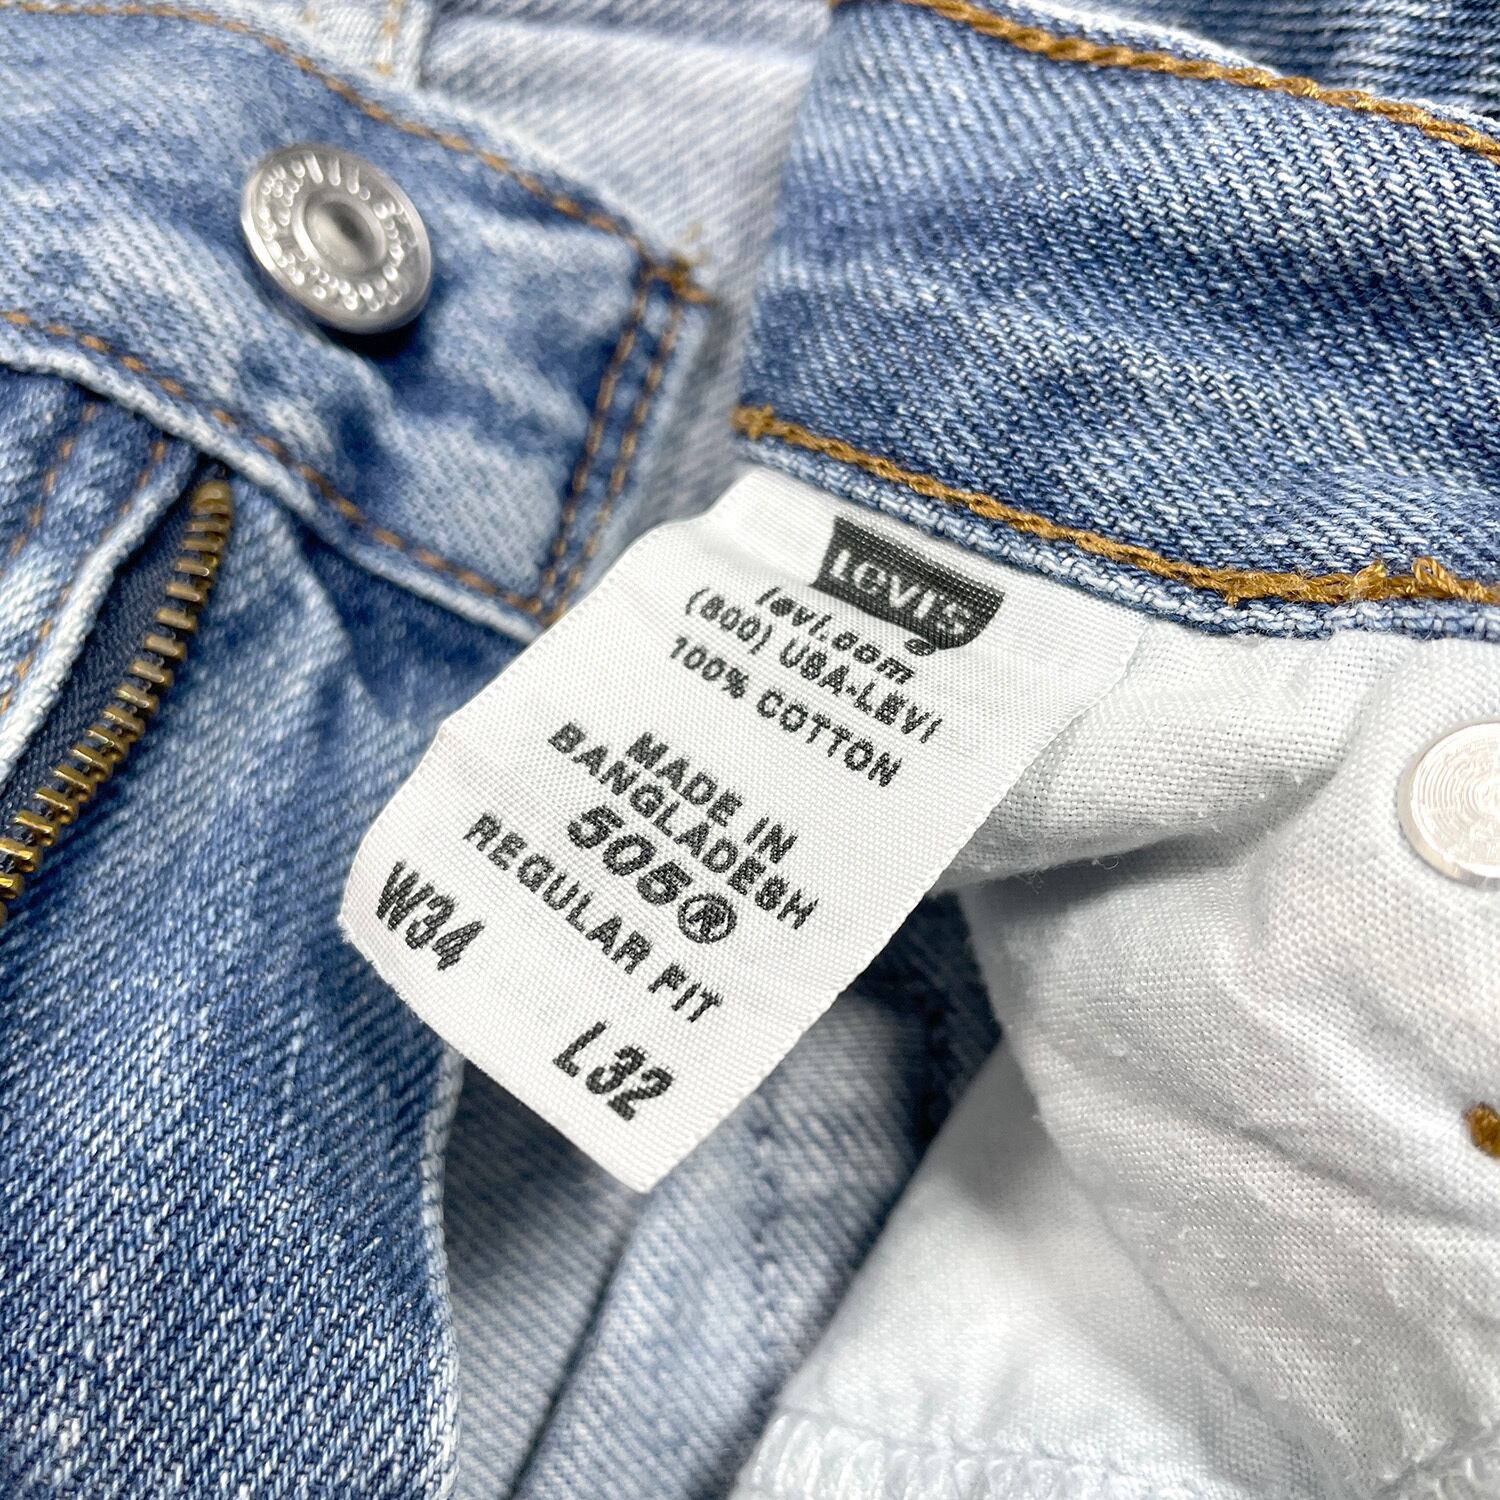 Levi's
levi.com
(800) USA-LEVI
100% COTTON
MADE IN
BANGLADESH
505®
REGULAR FIT
W34 L32